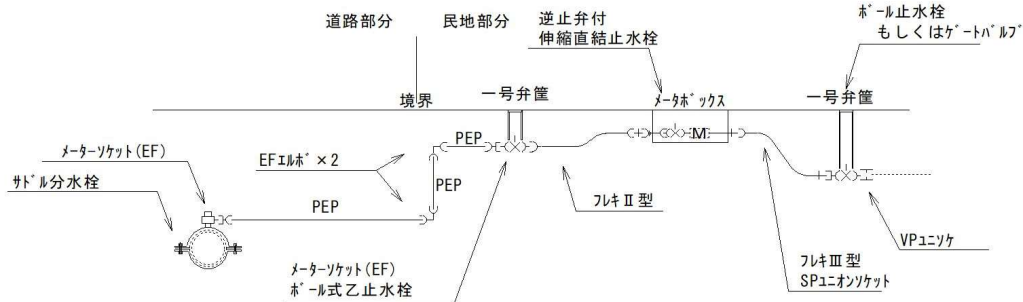 道路部分
民地部分
逆止弁付
伸縮直結止水栓
ﾎﾞｰﾙ止水栓
もしくはｹﾞｰﾄﾊﾞﾙﾌﾞ
境界
一号弁筐
ﾒｰﾀﾎﾞｯｸｽ
一号弁筐
ﾒｰﾀｰｿｹｯﾄ(EF)
ｻﾄﾞﾙ分水栓
EFｴﾙﾎﾞ×2
PEP
M
PEP
PEP
ﾌﾚｷⅡ型
VPﾕﾆｿｹ
ﾒｰﾀｰｿｹｯﾄ(EF)
ﾎﾞｰﾙ式乙止水栓
ﾌﾚｷⅢ型
SPﾕﾆｵﾝｿｹｯﾄ